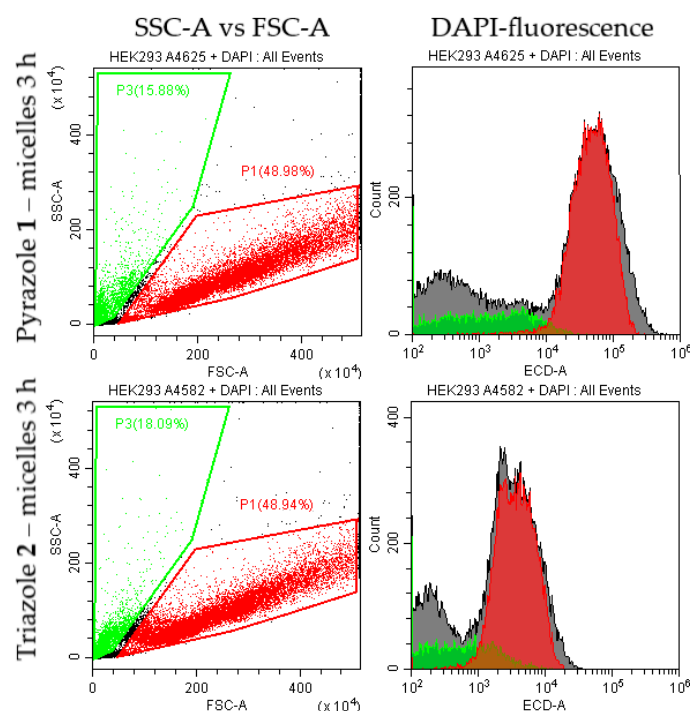 SSC-A vs FSC-A
DAPI-fluorescence
Pyrazole 1 – micelles 3 h
HEK293 A4625 + DAPI : All Events
(x 10⁴)
400
200
0
SSC-A
P3(15.88%)
P1(48.98%)
0 200 400
FSC-A
(x 10⁴)
HEK293 A4625 + DAPI : All Events
Count
200
0
10² 10³ 10⁴ 10⁵ 10⁶
ECD-A
Triazole 2 – micelles 3 h
HEK293 A4582 + DAPI : All Events
(x 10⁴)
400
200
0
SSC-A
P3(18.09%)
P1(48.94%)
0 200 400
FSC-A
(x 10⁴)
HEK293 A4582 + DAPI : All Events
Count
400
200
0
10² 10³ 10⁴ 10⁵ 10⁶
ECD-A